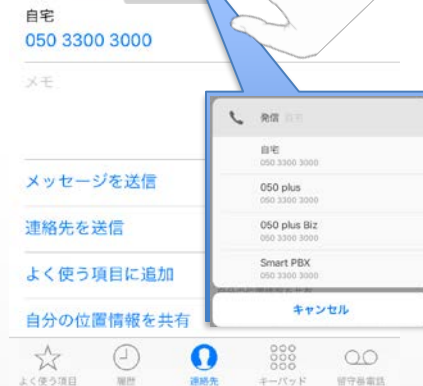 自宅
050 3300 3000
メモ
発信 自宅
自宅
050 3300 3000
050 plus
050 3300 3000
050 plus Biz
050 3300 3000
Smart PBX
050 3300 3000
キャンセル
メッセージを送信
連絡先を送信
よく使う項目に追加
自分の位置情報を共有
よく使う項目
履歴
連絡先
キーパッド
留守番電話